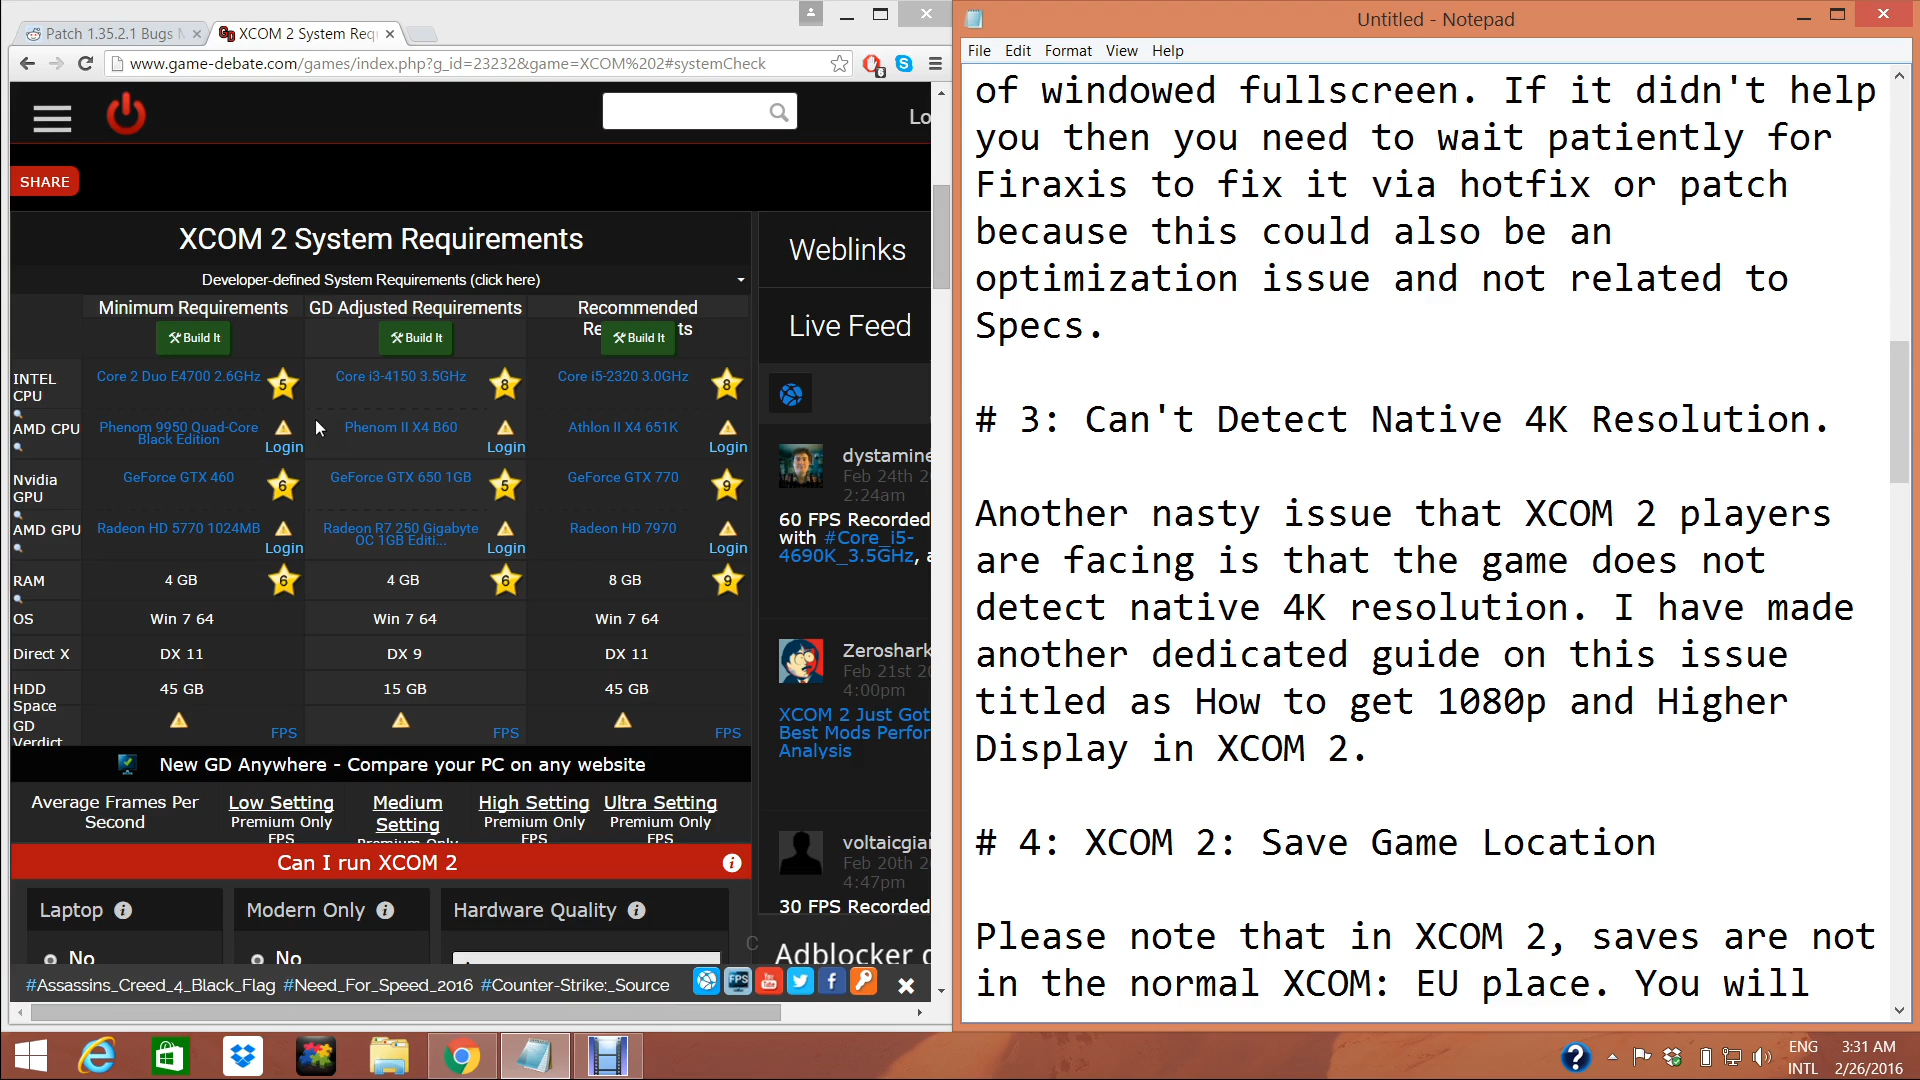 Patch 1.35.2.1 Bugs
XCOM 2 System Req
www.game-debate.com/games/index.php?g_id=23232&game=XCOM%202#systemCheck
6
Lo
SHARE
XCOM 2 System Requirements
Developer-defined System Requirements (click here)
Minimum Requirements GD Adjusted Requirements Recommended
Build It Build It Build It
INTEL CPU
Core 2 Duo E4700 2.6GHz 5 Core i3-4150 3.5GHz 8 Core i5-2320 3.0GHz 8
AMD CPU
Phenom 9950 Quad-Core Phenom II X4 B60 Athlon II X4 651K
Black Edition
Login Login Login
Nvidia GPU
GeForce GTX 460 6 GeForce GTX 650 1GB 5 GeForce GTX 770 9
AMD GPU
Radeon HD 5770 1024MB Radeon R7 250 Gigabyte Radeon HD 7970
OC 1GB Editi...
Login Login Login
RAM 4 GB 6 4 GB 6 8 GB 9
OS Win 7 64 Win 7 64 Win 7 64
Direct X DX 11 DX 9 DX 11
HDD Space 45 GB 15 GB 45 GB
GD Verdict FPS FPS FPS
New GD Anywhere - Compare your PC on any website
Average Frames Per Second
Low Setting Medium Setting High Setting Ultra Setting
Premium Only Premium Only Premium Only Premium Only
FPS FPS FPS
Can I run XCOM 2
Laptop Modern Only Hardware Quality
No No
Weblinks
Live Feed
dystamine
Feb 24th 2
2:24am
60 FPS Recorded
with #Core_i5-
4690K_3.5GHz, a
Zeroshark
Feb 21st 20
4:00pm
XCOM 2 Just Got
Best Mods Perfor
Analysis
voltaicgiar
Feb 20th 20
4:47pm
30 FPS Recorded
Adblocker d
#Assassins_Creed_4_Black_Flag #Need_For_Speed_2016 #Counter-Strike:_Source
FPS
You Tube
Untitled - Notepad
File Edit Format View Help
of windowed fullscreen. If it didn't help
you then you need to wait patiently for
Firaxis to fix it via hotfix or patch
because this could also be an
optimization issue and not related to
Specs.
# 3: Can't Detect Native 4K Resolution.
Another nasty issue that XCOM 2 players
are facing is that the game does not
detect native 4K resolution. I have made
another dedicated guide on this issue
titled as How to get 1080p and Higher
Display in XCOM 2.
# 4: XCOM 2: Save Game Location
Please note that in XCOM 2, saves are not
in the normal XCOM: EU place. You will
ENG
INTL
3:31 AM
2/26/2016